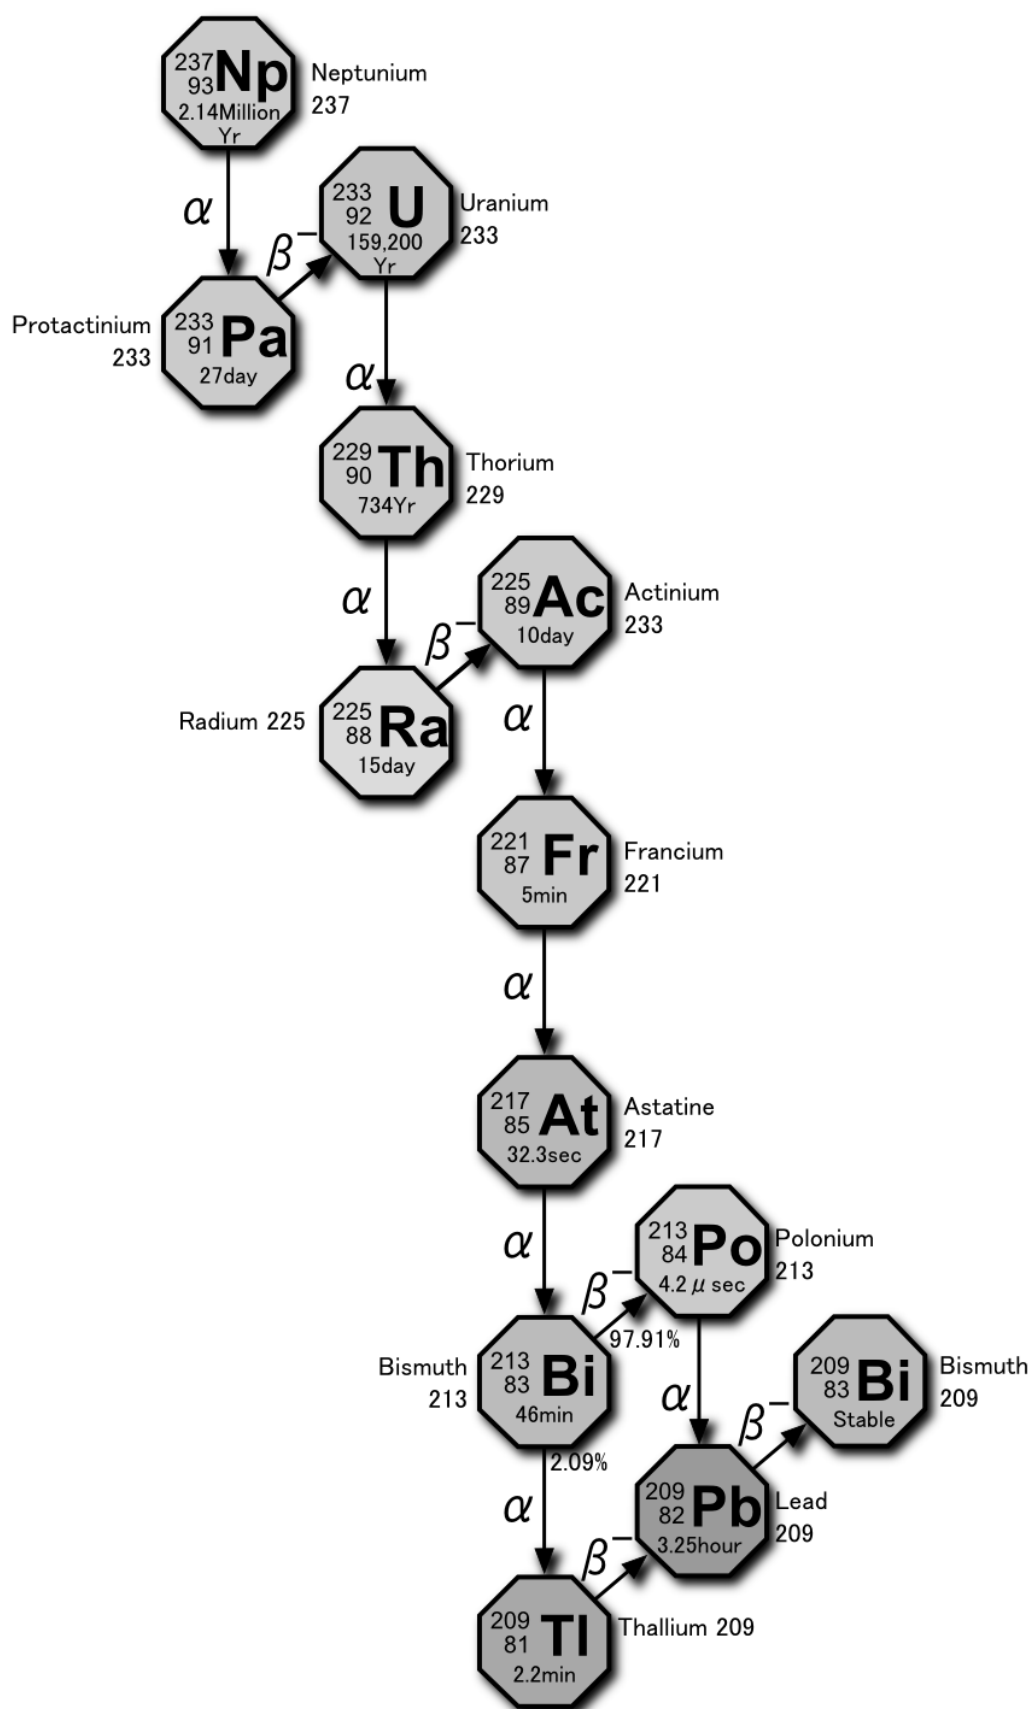 237
93
Np
2.14Million
Yr
Neptunium
237
α
233
92
U
159,200
Yr
Uranium
233
β−
Protactinium
233
233
91
Pa
27day
α
229
90
Th
734Yr
Thorium
229
α
225
89
Ac
10day
Actinium
233
β−
Radium 225
225
88
Ra
15day
α
221
87
Fr
5min
Francium
221
α
217
85
At
32.3sec
Astatine
217
α
213
84
Po
4.2 μ sec
Polonium
213
β−
97.91%
Bismuth
213
213
83
Bi
46min
α
209
83
Bi
Stable
Bismuth
209
β−
2.09%
α
209
82
Pb
3.25hour
Lead
209
β−
209
81
Tl
2.2min
Thallium 209